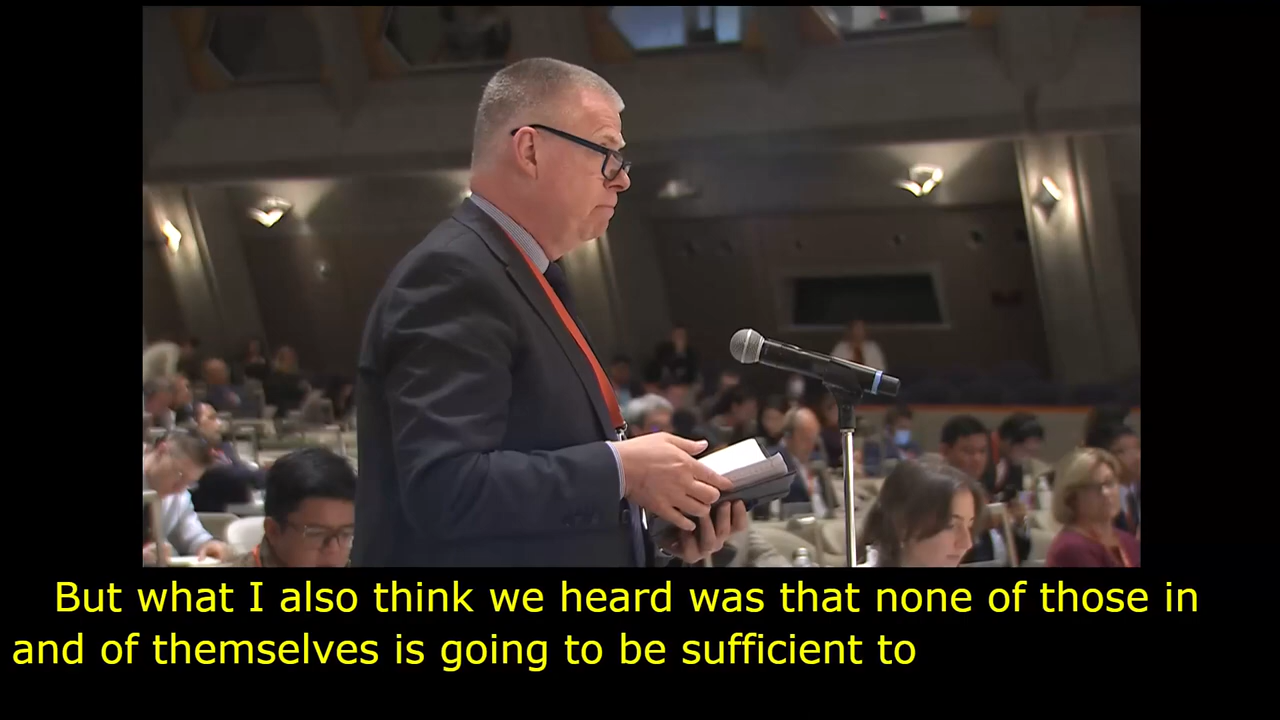 But what I also think we heard was that none of those in
and of themselves is going to be sufficient to